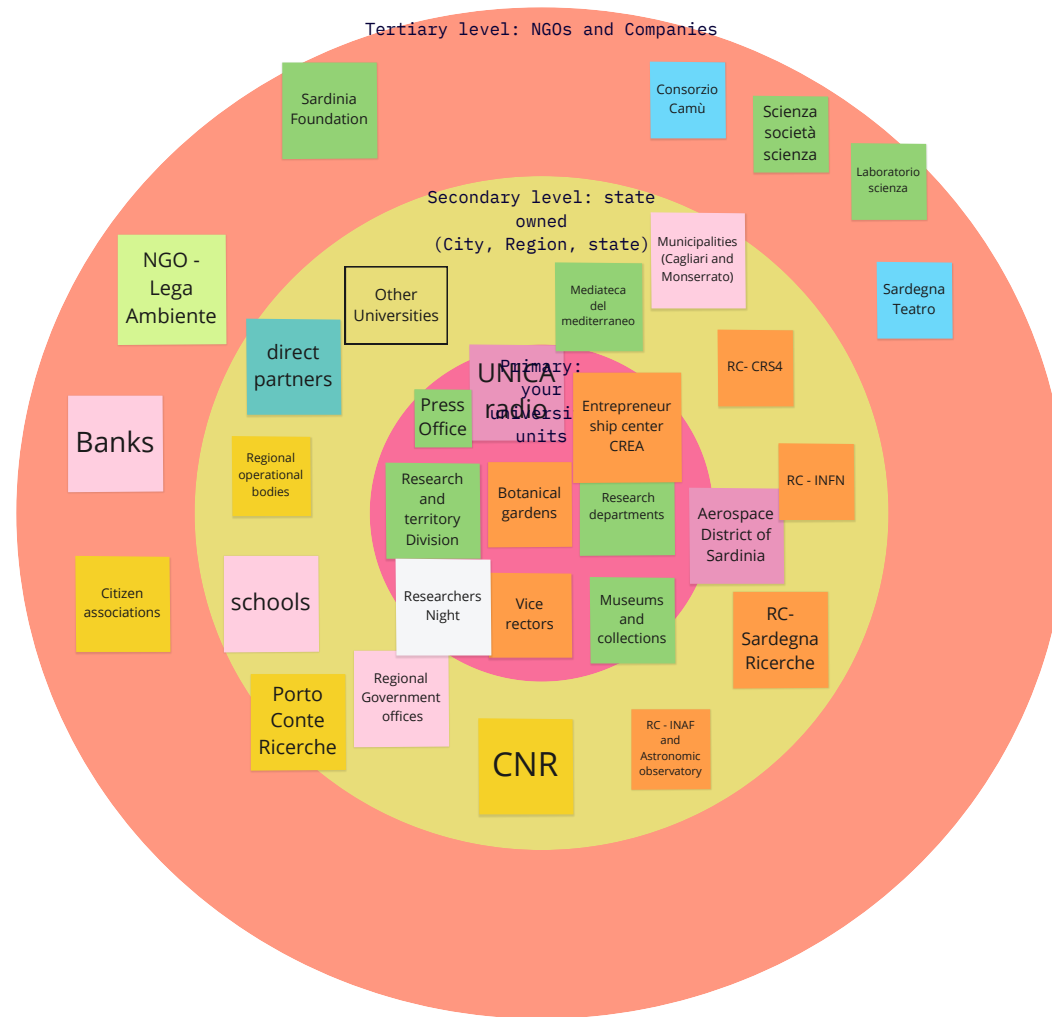 Tertiary level: NGOs and Companies
Sardinia
Foundation
Consorzio
Camù
Scienza
società
scienza
Laboratorio
scienza
Secondary level: state
owned
(City, Region, state)
Municipalities
(Cagliari and
Monserrato)
NGO -
Lega
Ambiente
Other
Universities
Mediateca
del
mediterraneo
Sardegna
Teatro
direct
partners
RC- CRS4
Primary:
your
universi
units
UNICA
radio
Press
Office
Entrepreneur
ship center
CREA
Banks
Regional
operational
bodies
Research
and
territory
Division
Botanical
gardens
Research
departments
RC - INFN
Aerospace
District of
Sardinia
Citizen
associations
schools
Researchers
Night
Vice
rectors
Museums
and
collections
RC-
Sardegna
Ricerche
Regional
Government
offices
Porto
Conte
Ricerche
CNR
RC - INAF
and
Astronomic
observatory